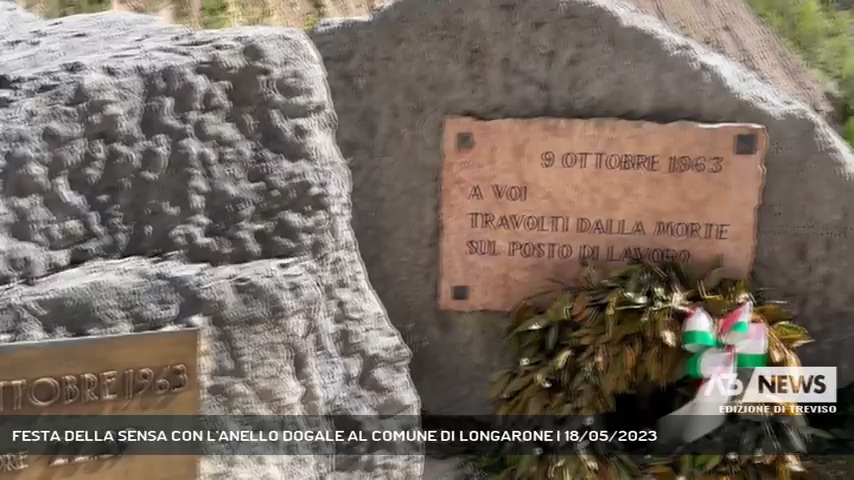 9 OTTOBRE 1963
A VOI
TRAVOLTI DALLA MORTE
SUL POSTO DI LAVORO
OTTOBRE 1963
NEWS
EDIZIONE DI TREVISO
FESTA DELLA SENSA CON L'ANELLO DOGALE AL COMUNE DI LONGARONE | 18/05/2023